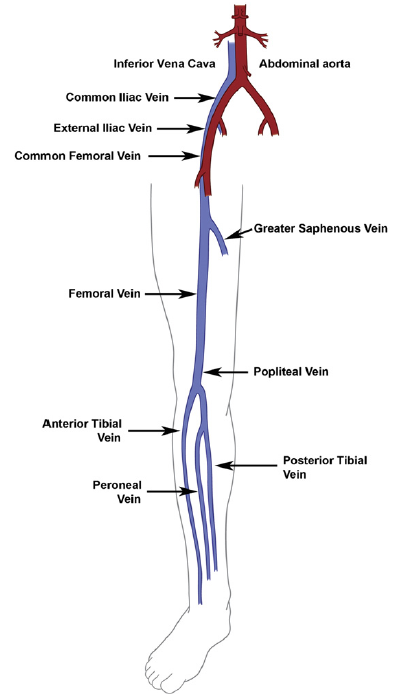 Inferior Vena Cava
Abdominal aorta
Common Iliac Vein
External Iliac Vein
Common Femoral Vein
Greater Saphenous Vein
Femoral Vein
Popliteal Vein
Anterior Tibial
Vein
Posterior Tibial
Vein
Peroneal
Vein